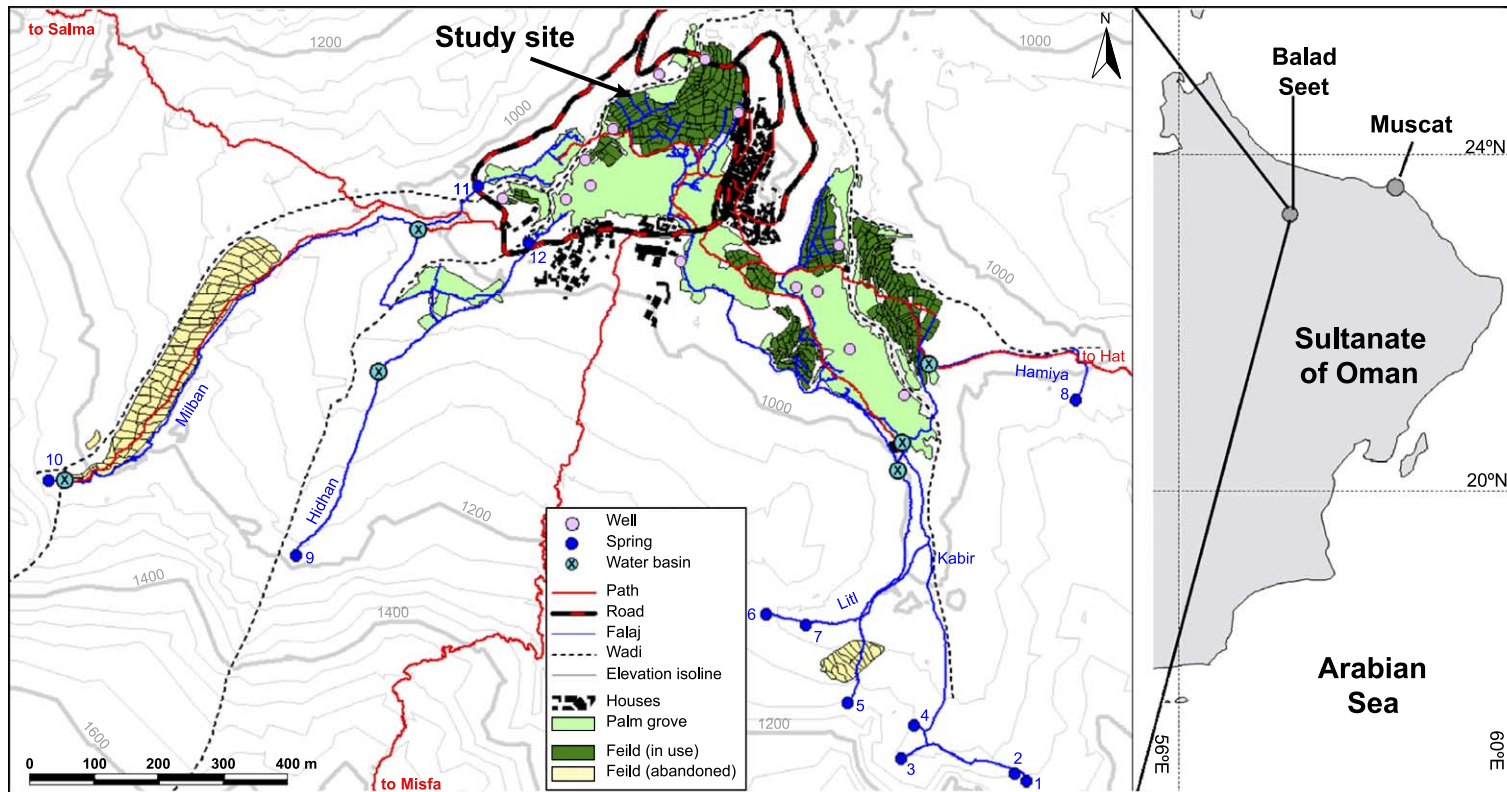 to Salma
1200
Study site
N
1000
1000
11
12
1000
to Hat
Hamiya
8
1000
Milban
10
Hidhan
9
1200
1400
1400
1600
Kabir
Litl
6
7
5
4
3
2
1
1200
to Misfa
Well
Spring
Water basin
Path
Road
Falaj
Wadi
Elevation isoline
Houses
Palm grove
Feild (in use)
Feild (abandoned)
0 100 200 300 400 m
Balad
Seet
Muscat
24ºN
Sultanate
of Oman
20ºN
Arabian
Sea
56ºE
60ºE